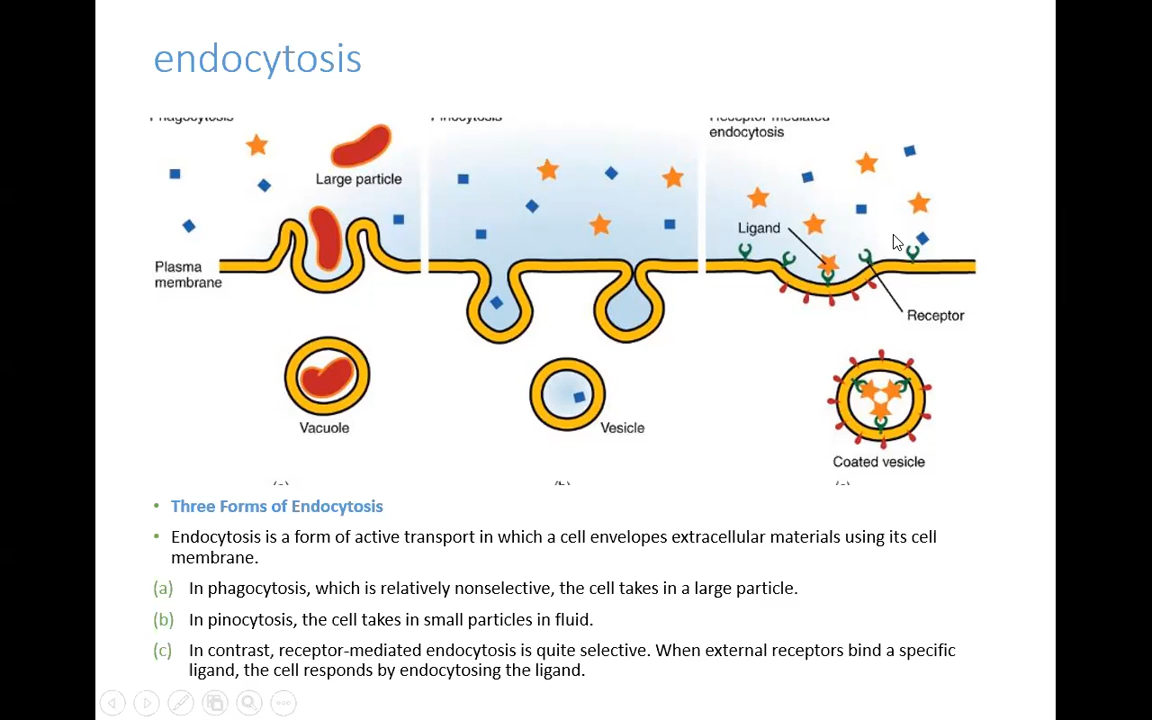 endocytosis
Phagocytosis
Pinocytosis
Receptor-mediated
endocytosis
Large particle
Ligand
Plasma
membrane
Receptor
Vacuole
Vesicle
Coated vesicle
(a)
(b)
(c)
• Three Forms of Endocytosis
• Endocytosis is a form of active transport in which a cell envelopes extracellular materials using its cell
membrane.
(a) In phagocytosis, which is relatively nonselective, the cell takes in a large particle.
(b) In pinocytosis, the cell takes in small particles in fluid.
(c) In contrast, receptor-mediated endocytosis is quite selective. When external receptors bind a specific
ligand, the cell responds by endocytosing the ligand.